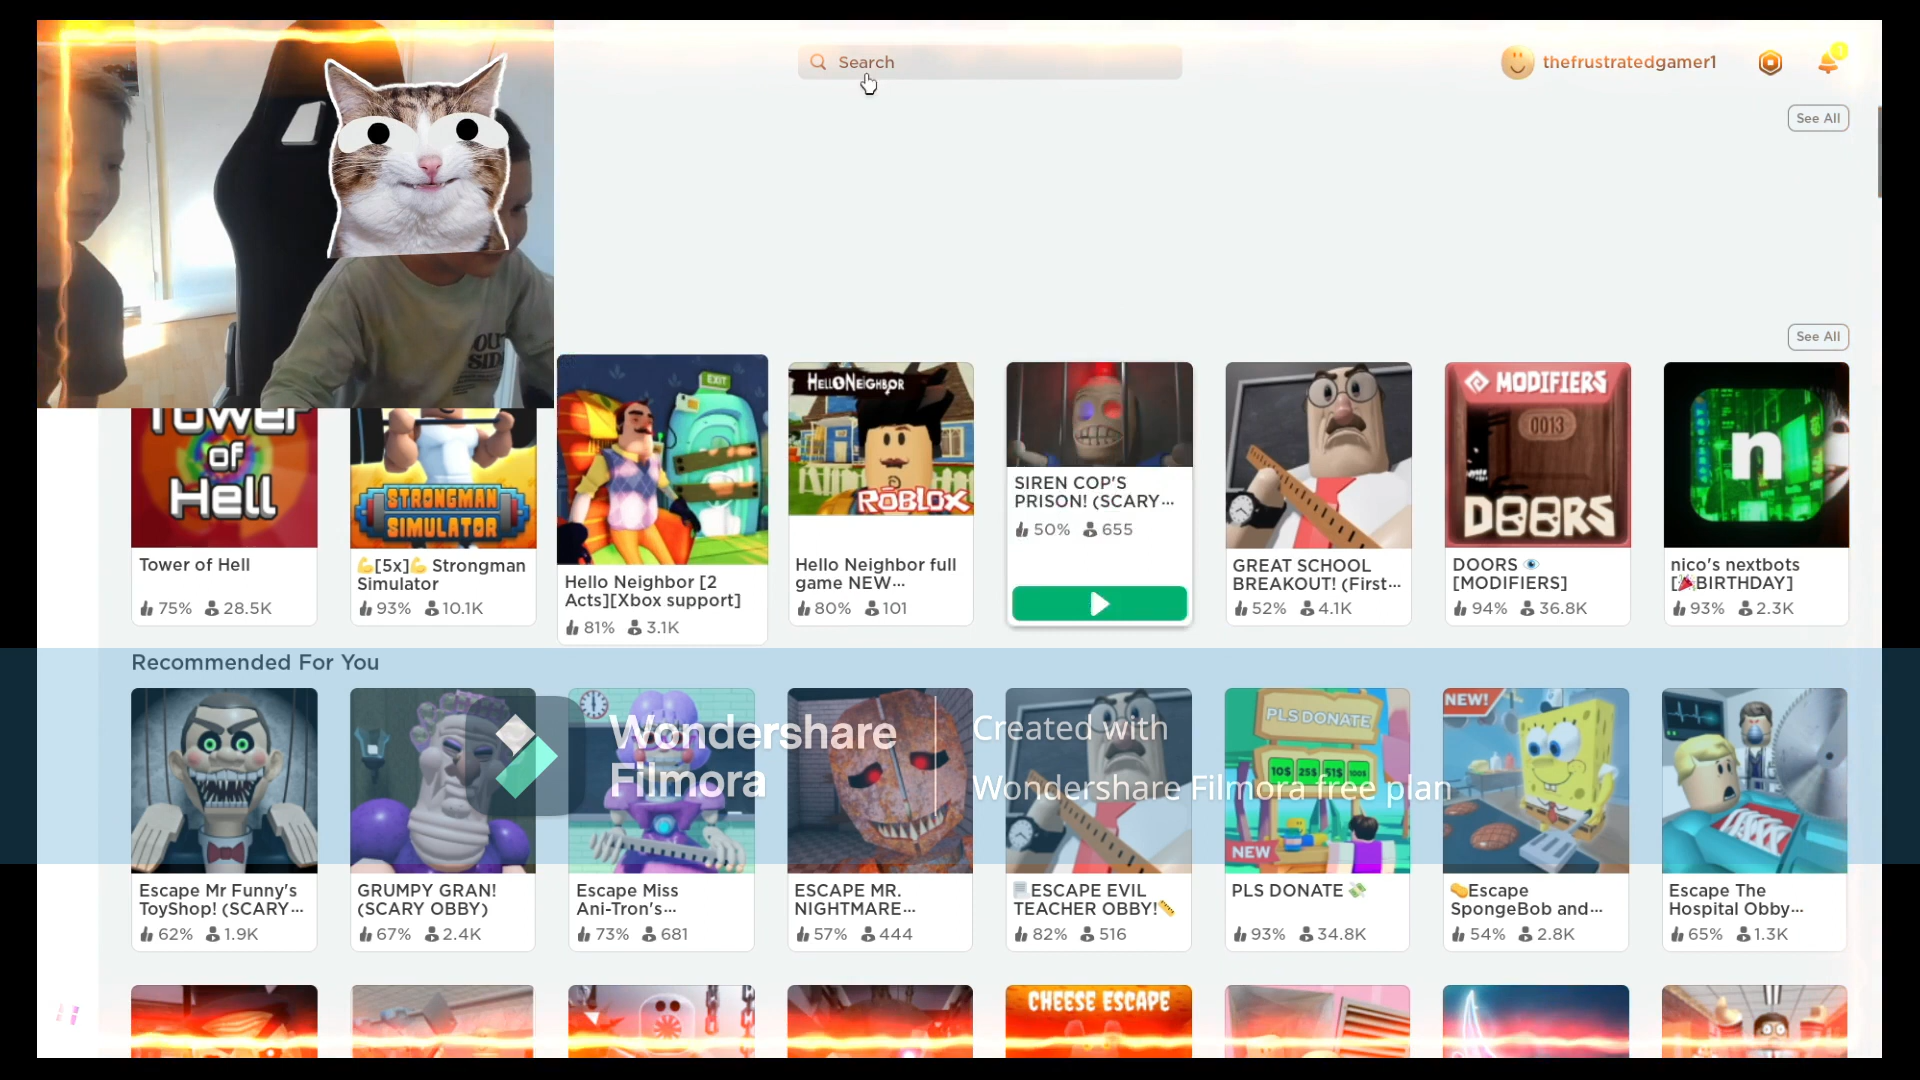 Search
thefrustratedgamer1
See All
See All
OUT
SIDE
Tower
of
Hell
STRONGMAN
SIMULATOR
EXIT
HELLO NEIGHBOR
ROBLOX
SIREN COP'S
PRISON! (SCARY...
50% 655
MODIFIERS
0013
DOORS
n
Tower of Hell
75% 28.5K
💪[5x]💪 Strongman
Simulator
93% 10.1K
Hello Neighbor [2
Acts][Xbox support]
81% 3.1K
Hello Neighbor full
game NEW...
80% 101
GREAT SCHOOL
BREAKOUT! (First...
52% 4.1K
DOORS 👁
[MODIFIERS]
94% 36.8K
nico's nextbots
[🎉BIRTHDAY]
93% 2.3K
Recommended For You
Wondershare
Filmora
Created with
Wondershare Filmora free plan
PLS DONATE
10$ 25$ 51$ 100$
NEW
NEW!
Escape Mr Funny's
ToyShop! (SCARY...
62% 1.9K
GRUMPY GRAN!
(SCARY OBBY)
67% 2.4K
Escape Miss
Ani-Tron's...
73% 681
ESCAPE MR.
NIGHTMARE...
57% 444
ESCAPE EVIL
TEACHER OBBY!📏
82% 516
PLS DONATE 💸
93% 34.8K
Escape
SpongeBob and...
54% 2.8K
Escape The
Hospital Obby...
65% 1.3K
CHEESE ESCAPE